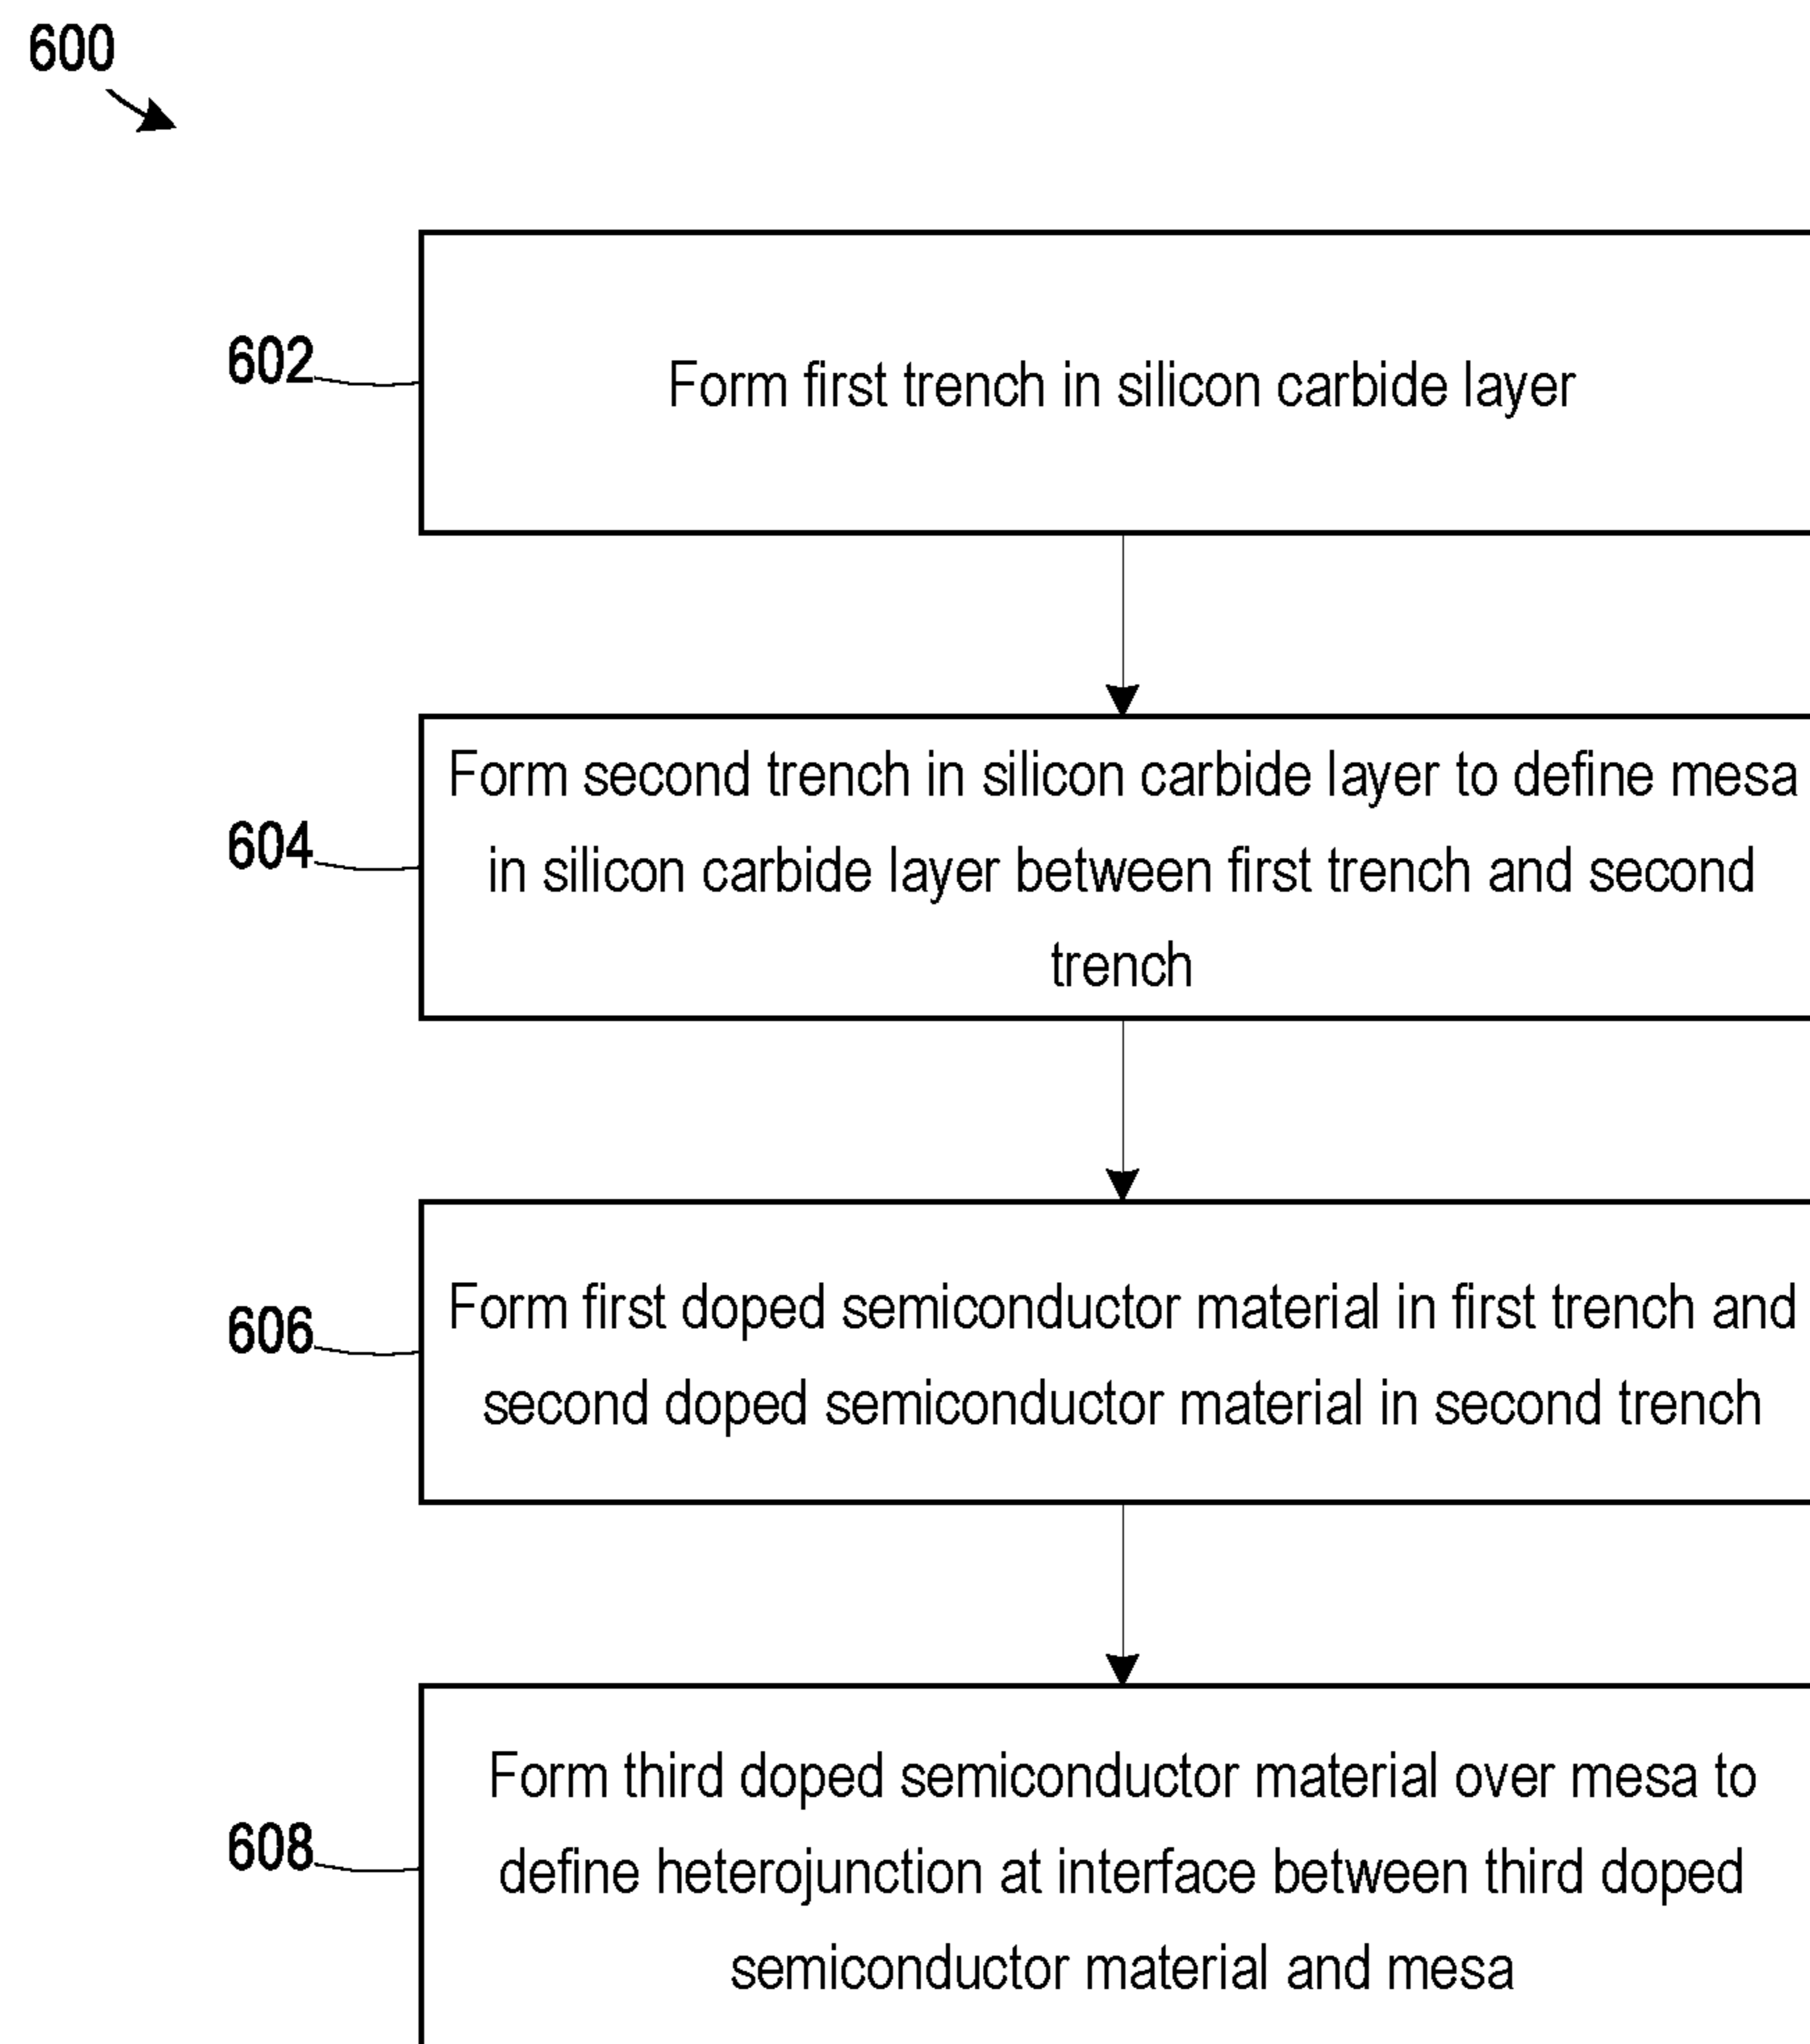 600
602
Form first trench in silicon carbide layer
604
Form second trench in silicon carbide layer to define mesa
in silicon carbide layer between first trench and second
trench
606
Form first doped semiconductor material in first trench and
second doped semiconductor material in second trench
608
Form third doped semiconductor material over mesa to
define heterojunction at interface between third doped
semiconductor material and mesa